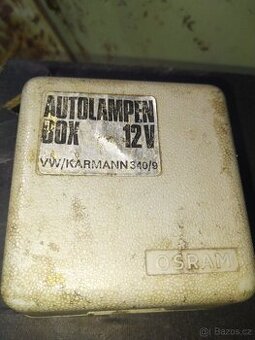 AUTOLAMPEN
BOX 12V
VW/KARMANN 340/9
OSRAM
Bazos.cz